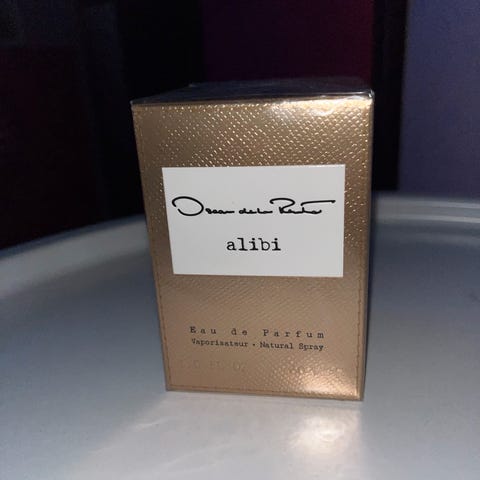 Oscar de la Renta
alibi
Eau de Parfum
Vaporisateur • Natural Spray